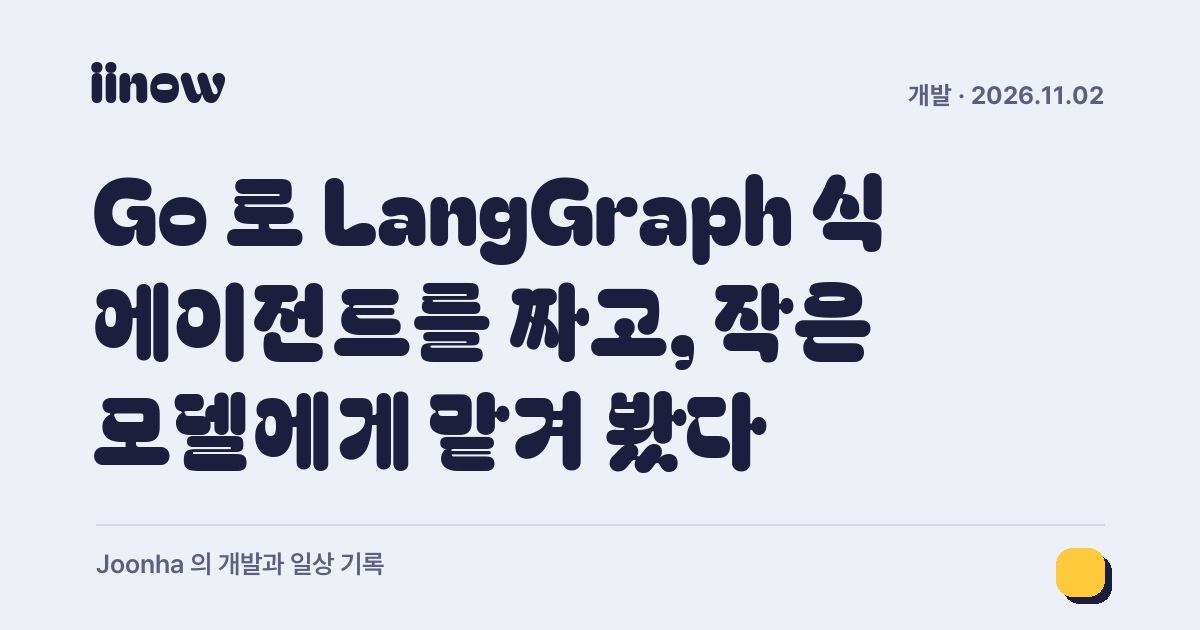 iinow
개발 · 2026.11.02
Go 로 LangGraph 식
에이전트를 짜고, 작은
모델에게 맡겨 봤다
Joonha 의 개발과 일상 기록